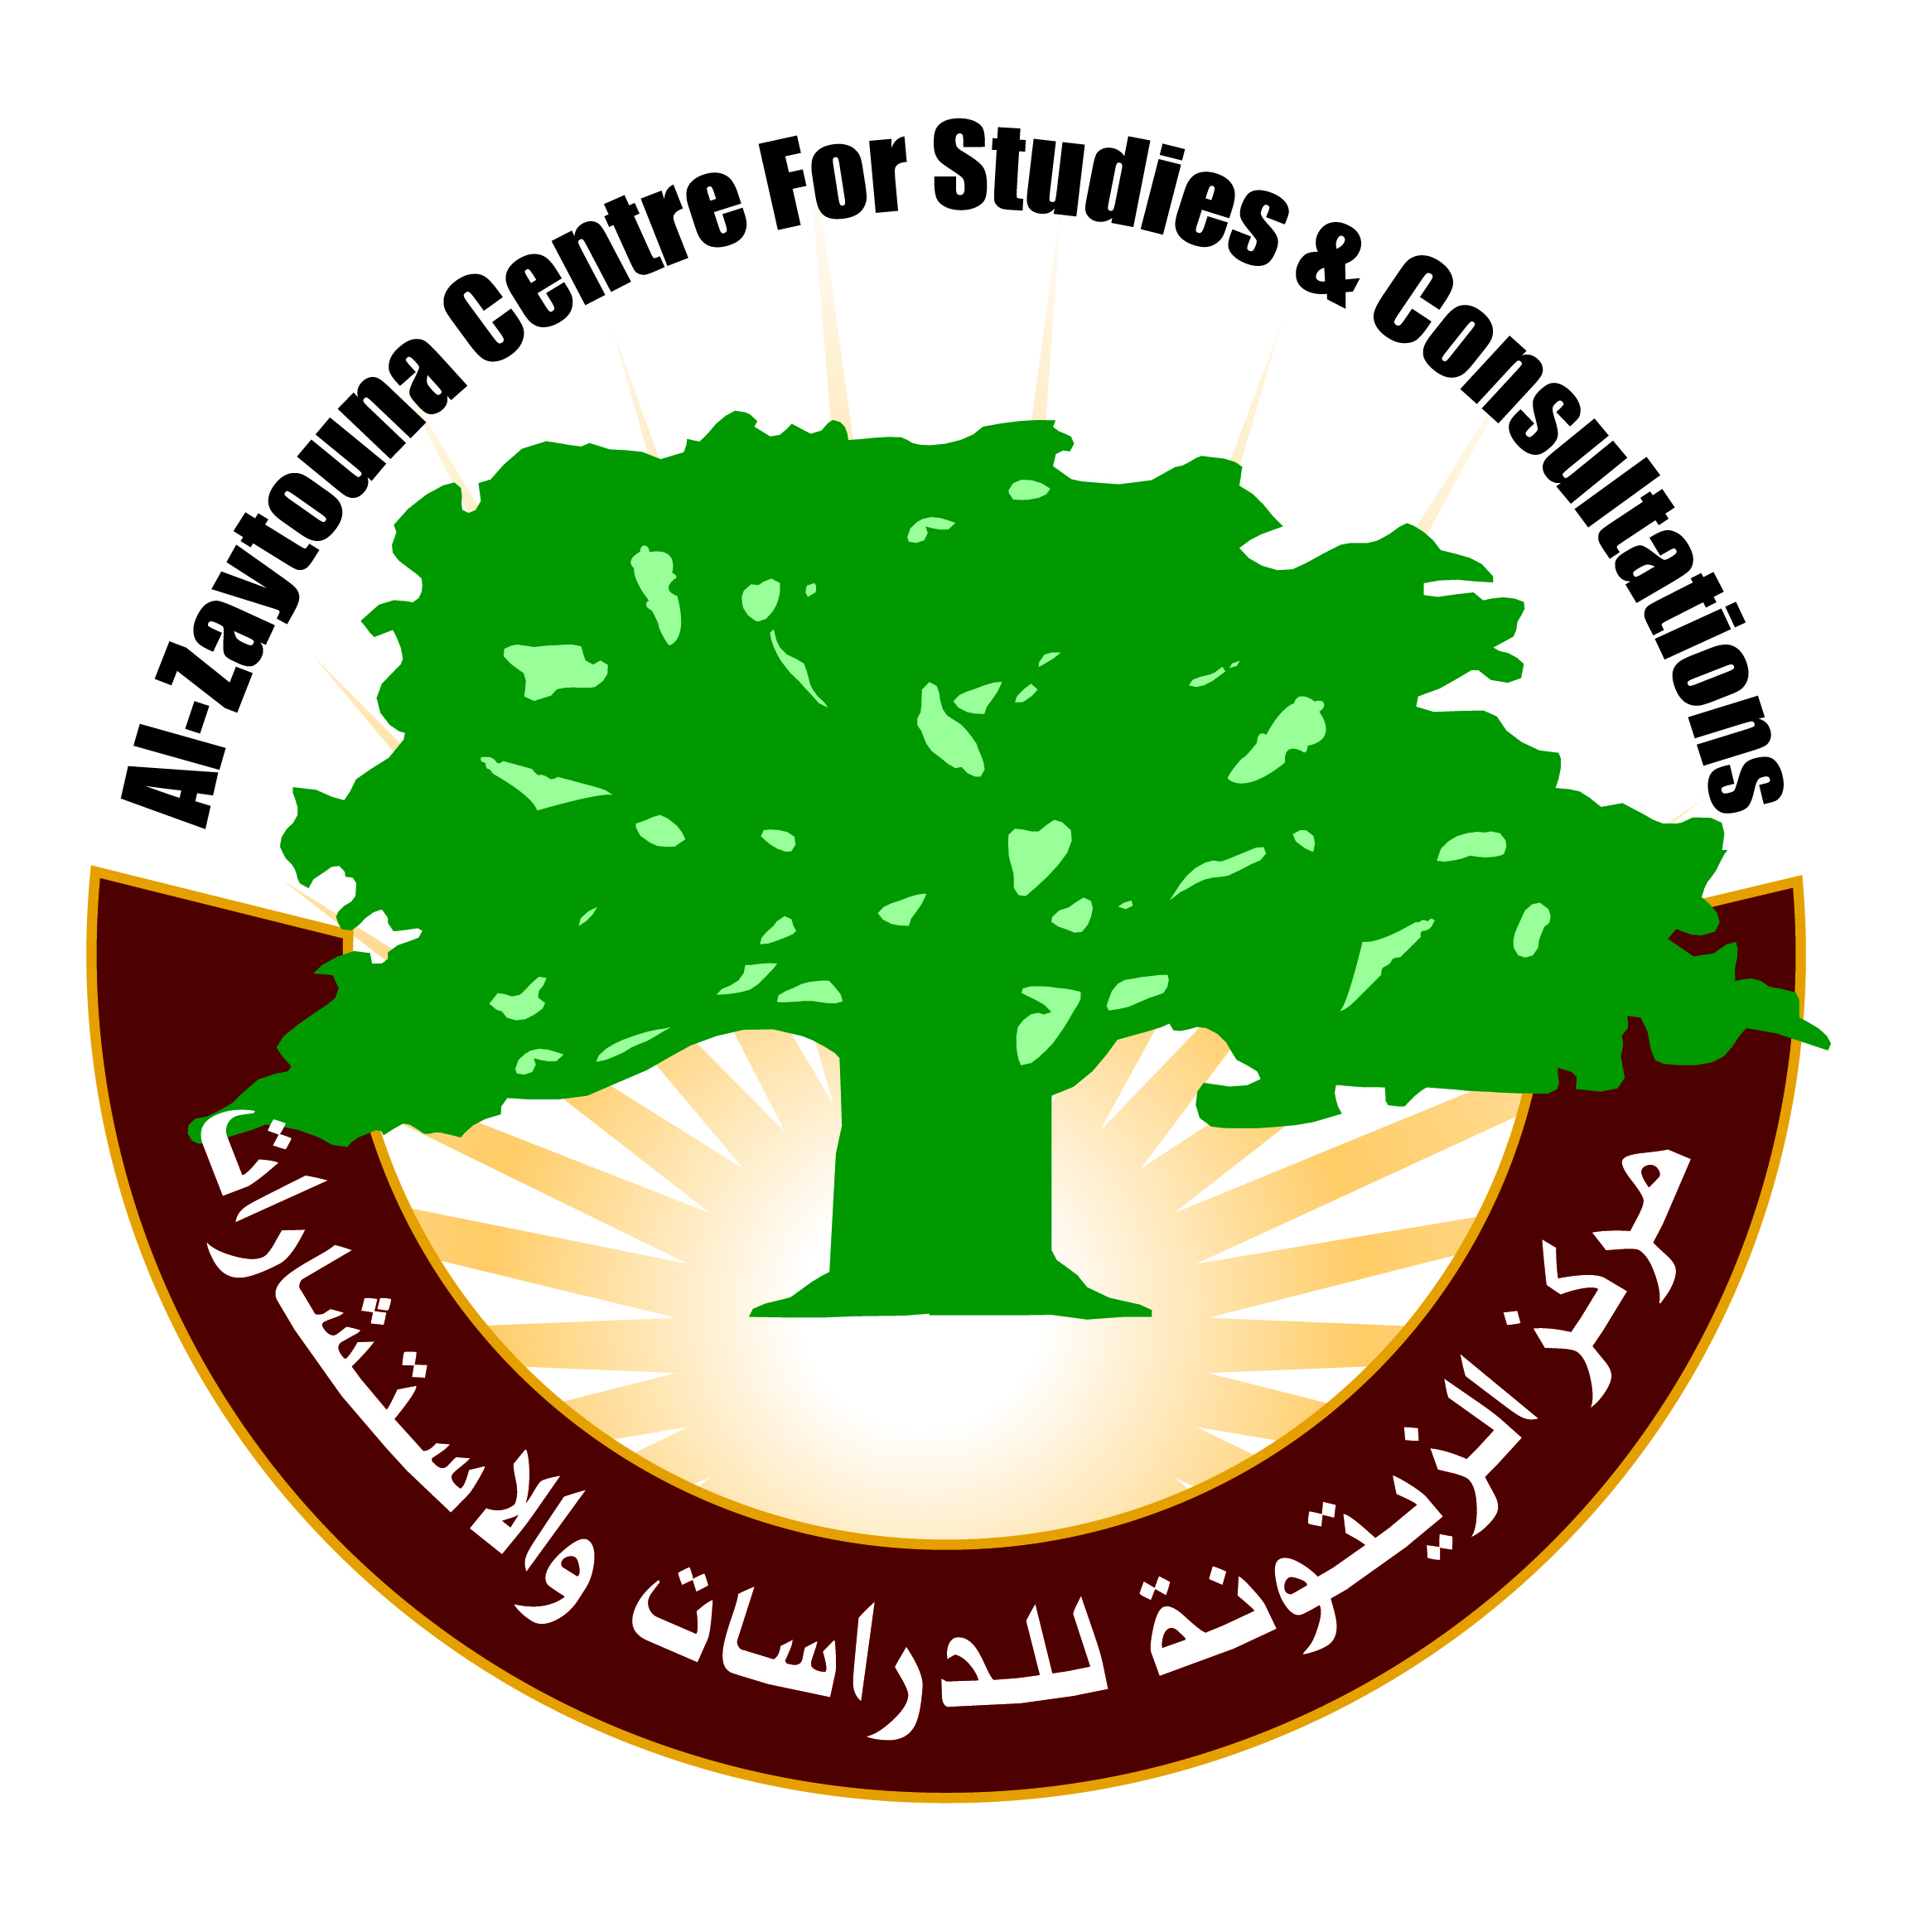 Al-zaytouna Centre For Studies & Consultations
مركز الزيتونة للدراسات والاستشارات